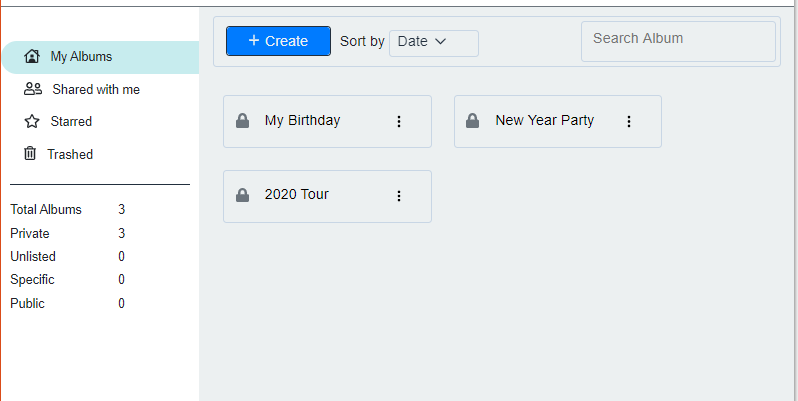 My Albums
Shared with me
Starred
Trashed
Total Albums 3
Private 3
Unlisted 0
Specific 0
Public 0
+ Create Sort by Date Search Album
My Birthday New Year Party
2020 Tour